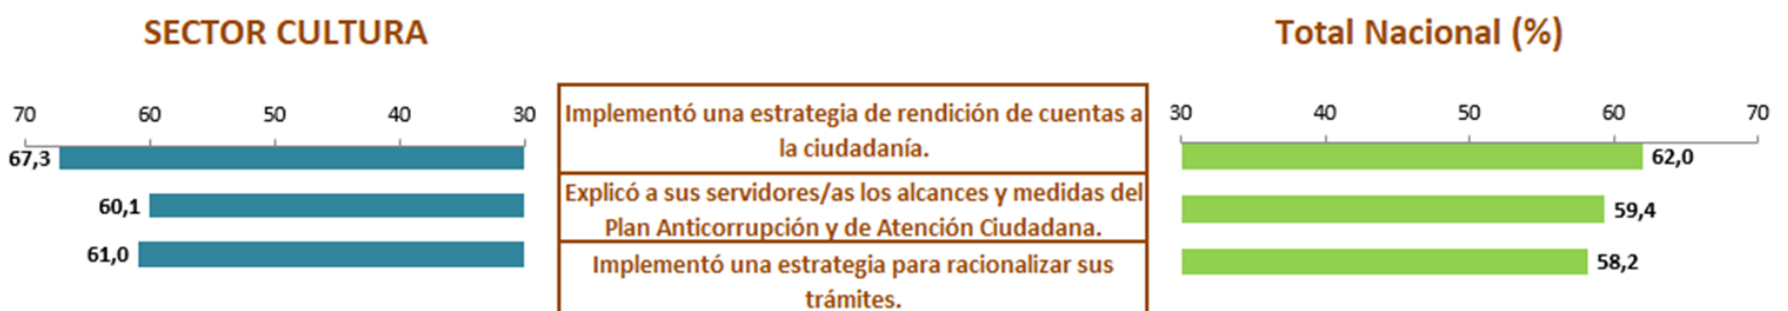 SECTOR CULTURA
Total Nacional (%)
70 60 50 40 30
30 40 50 60 70
Implementó una estrategia de rendición de cuentas a
la ciudadanía.
67,3
62,0
Explicó a sus servidores/as los alcances y medidas del
Plan Anticorrupción y de Atención Ciudadana.
60,1
59,4
Implementó una estrategia para racionalizar sus
trámites.
61,0
58,2